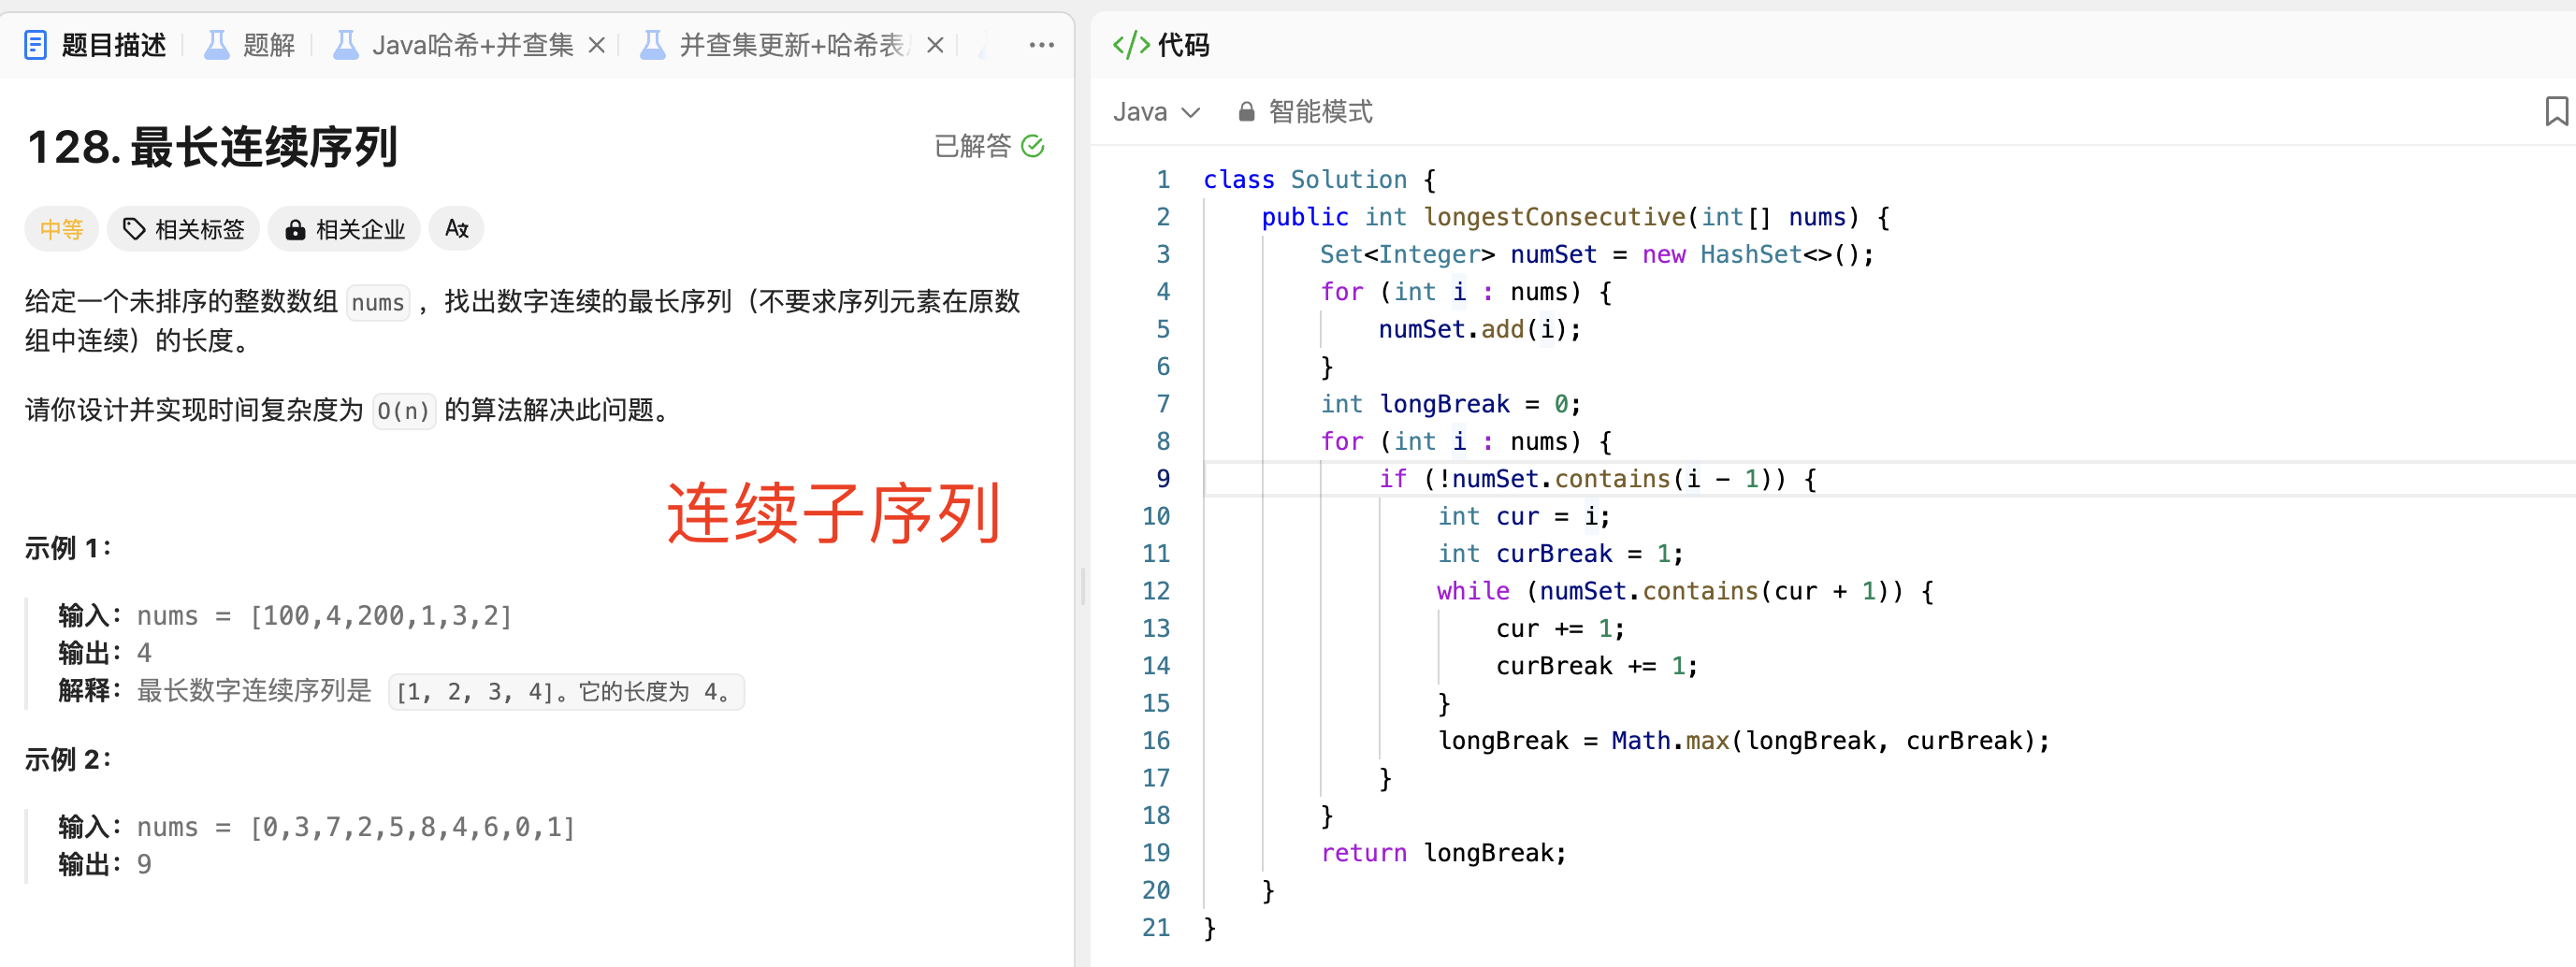 题目描述 题解 Java哈希+并查集 并查集更新+哈希表
128. 最长连续序列
已解答
中等 相关标签 相关企业
给定一个未排序的整数数组 nums ，找出数字连续的最长序列（不要求序列元素在原数
组中连续）的长度。
请你设计并实现时间复杂度为 O(n) 的算法解决此问题。
连续子序列
示例 1：
输入：nums = [100,4,200,1,3,2]
输出：4
解释：最长数字连续序列是 [1, 2, 3, 4]。它的长度为 4。
示例 2：
输入：nums = [0,3,7,2,5,8,4,6,0,1]
输出：9
</> 代码
Java 智能模式
1 class Solution {
2 public int longestConsecutive(int[] nums) {
3 Set<Integer> numSet = new HashSet<>();
4 for (int i : nums) {
5 numSet.add(i);
6 }
7 int longBreak = 0;
8 for (int i : nums) {
9 if (!numSet.contains(i - 1)) {
10 int cur = i;
11 int curBreak = 1;
12 while (numSet.contains(cur + 1)) {
13 cur += 1;
14 curBreak += 1;
15 }
16 longBreak = Math.max(longBreak, curBreak);
17 }
18 }
19 return longBreak;
20 }
21 }